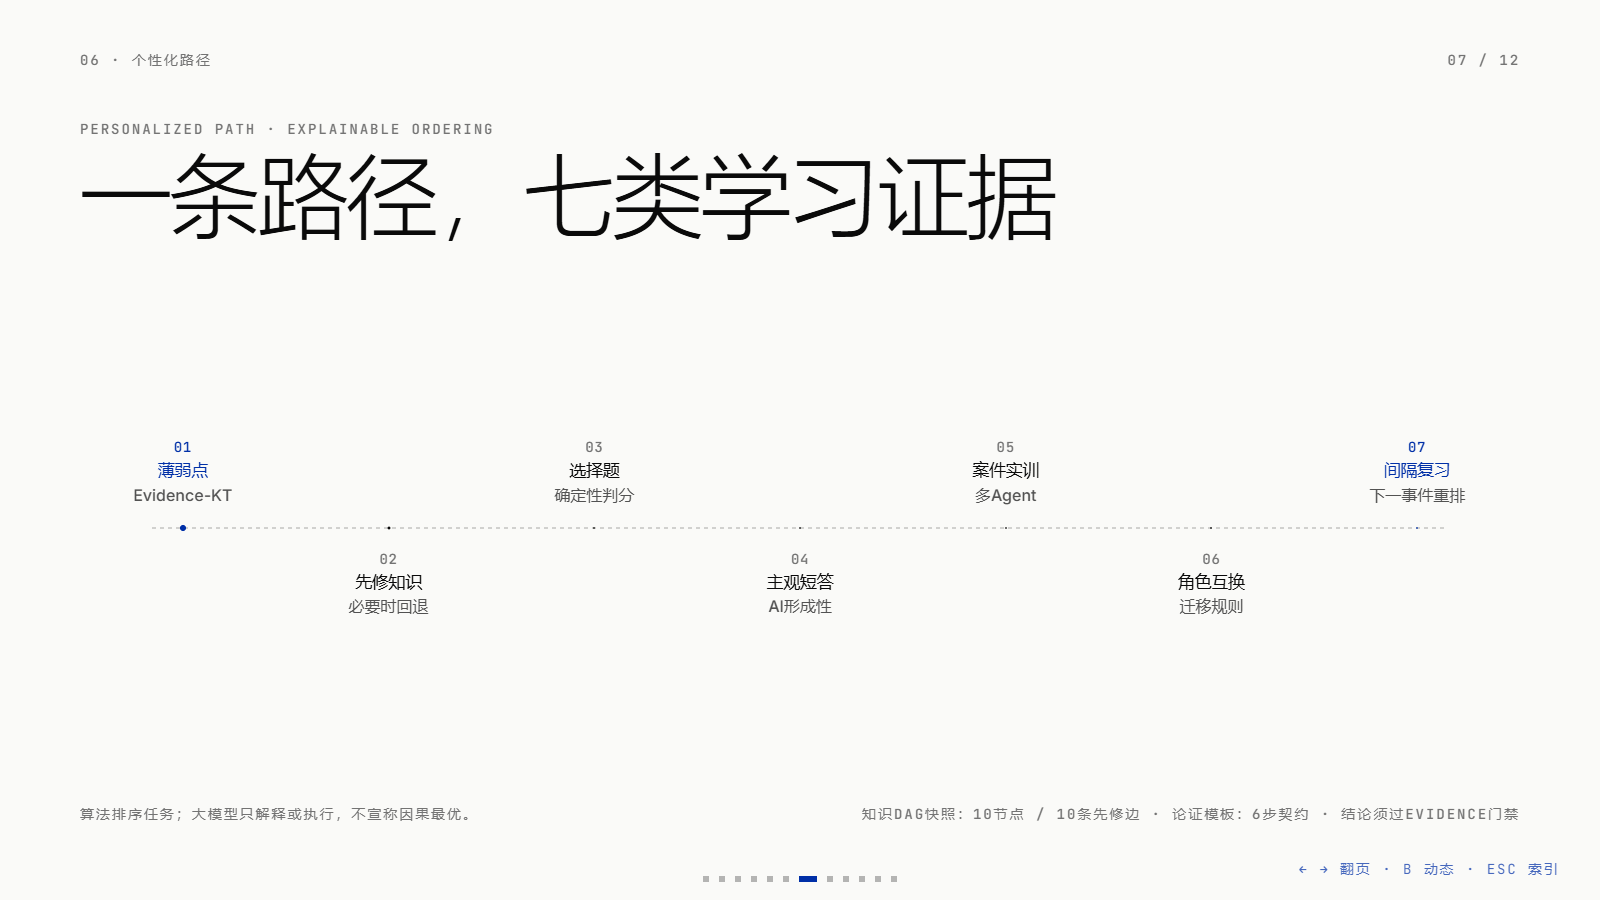 06 · 个性化路径
07 / 12
PERSONALIZED PATH · EXPLAINABLE ORDERING
一条路径，七类学习证据
01
薄弱点
Evidence-KT
02
先修知识
必要时回退
03
选择题
确定性判分
04
主观短答
AI形成性
05
案件实训
多Agent
06
角色互换
迁移规则
07
间隔复习
下一事件重排
算法排序任务；大模型只解释或执行，不宣称因果最优。
知识DAG快照：10节点 / 10条先修边 · 论证模板：6步契约 · 结论须过EVIDENCE门禁
← → 翻页 · B 动态 · ESC 索引